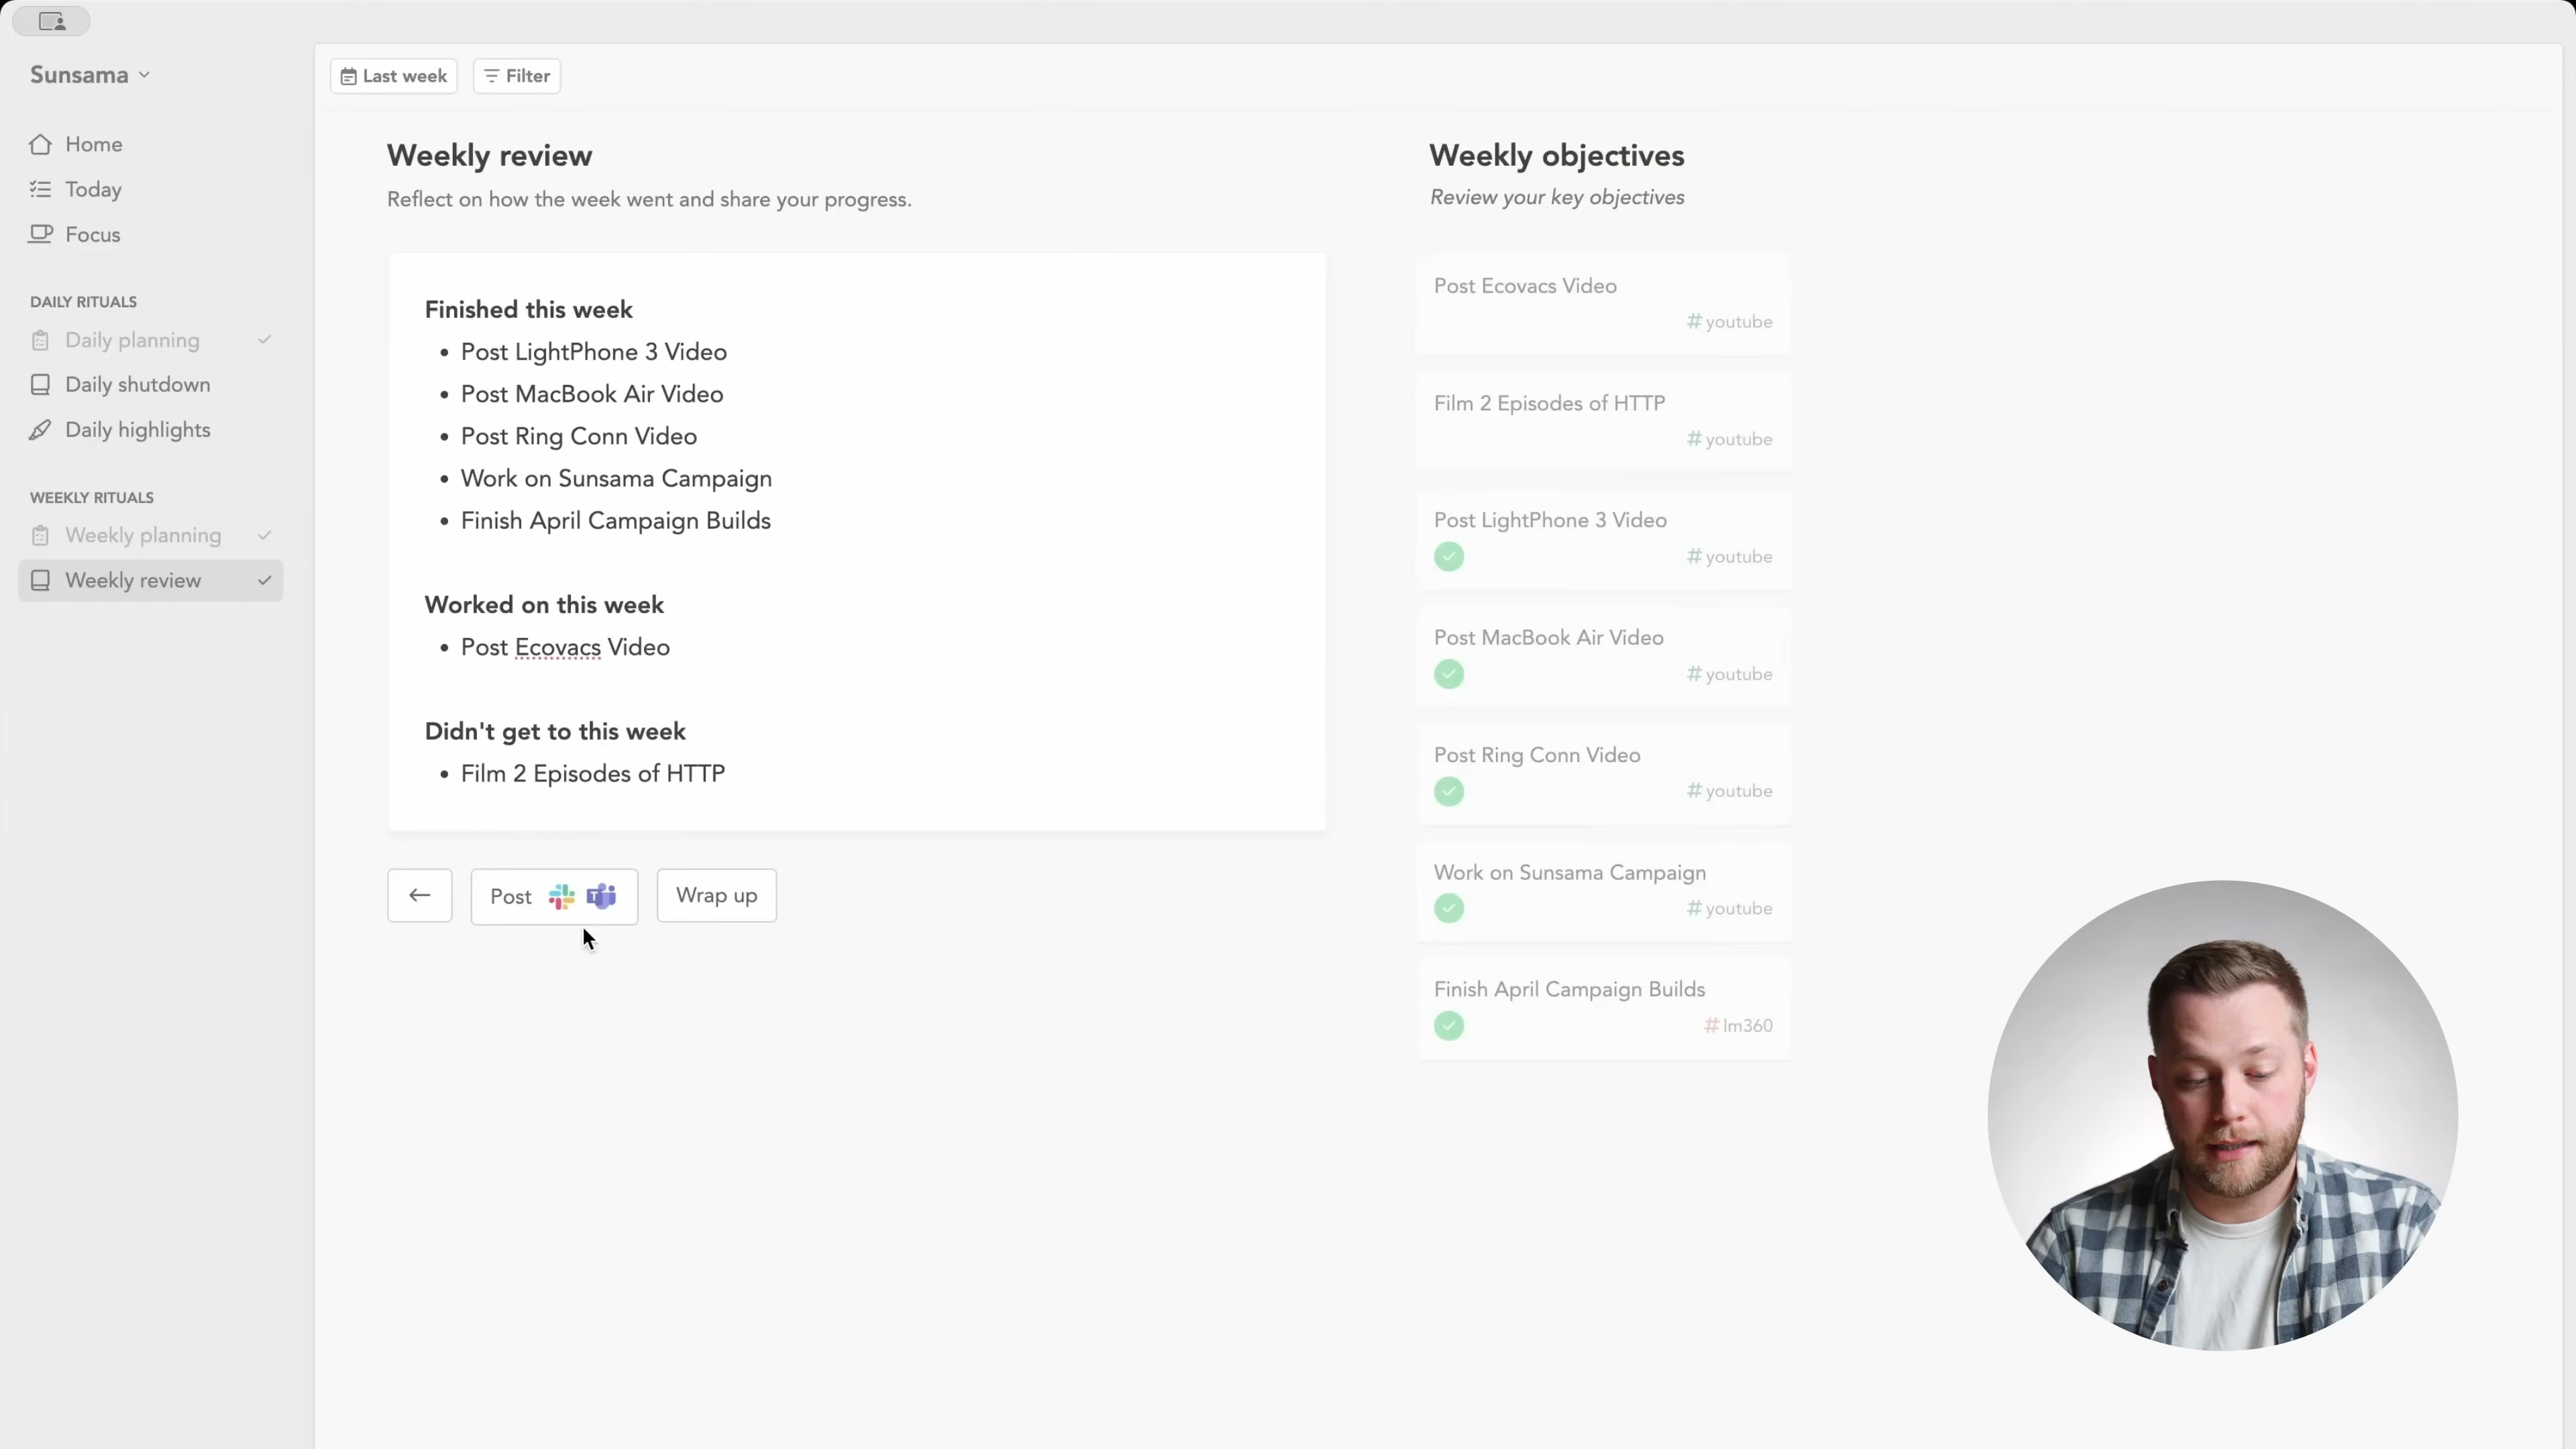 Sunsama
Home
Today
Focus
DAILY RITUALS
Daily planning
Daily shutdown
Daily highlights
WEEKLY RITUALS
Weekly planning
Weekly review
Last week
Filter
Weekly review
Reflect on how the week went and share your progress.
Finished this week
• Post LightPhone 3 Video
• Post MacBook Air Video
• Post Ring Conn Video
• Work on Sunsama Campaign
• Finish April Campaign Builds
Worked on this week
• Post Ecovacs Video
Didn't get to this week
• Film 2 Episodes of HTTP
Post
Wrap up
Weekly objectives
Review your key objectives
Post Ecovacs Video
# youtube
Film 2 Episodes of HTTP
# youtube
Post LightPhone 3 Video
# youtube
Post MacBook Air Video
# youtube
Post Ring Conn Video
# youtube
Work on Sunsama Campaign
# youtube
Finish April Campaign Builds
# lm360